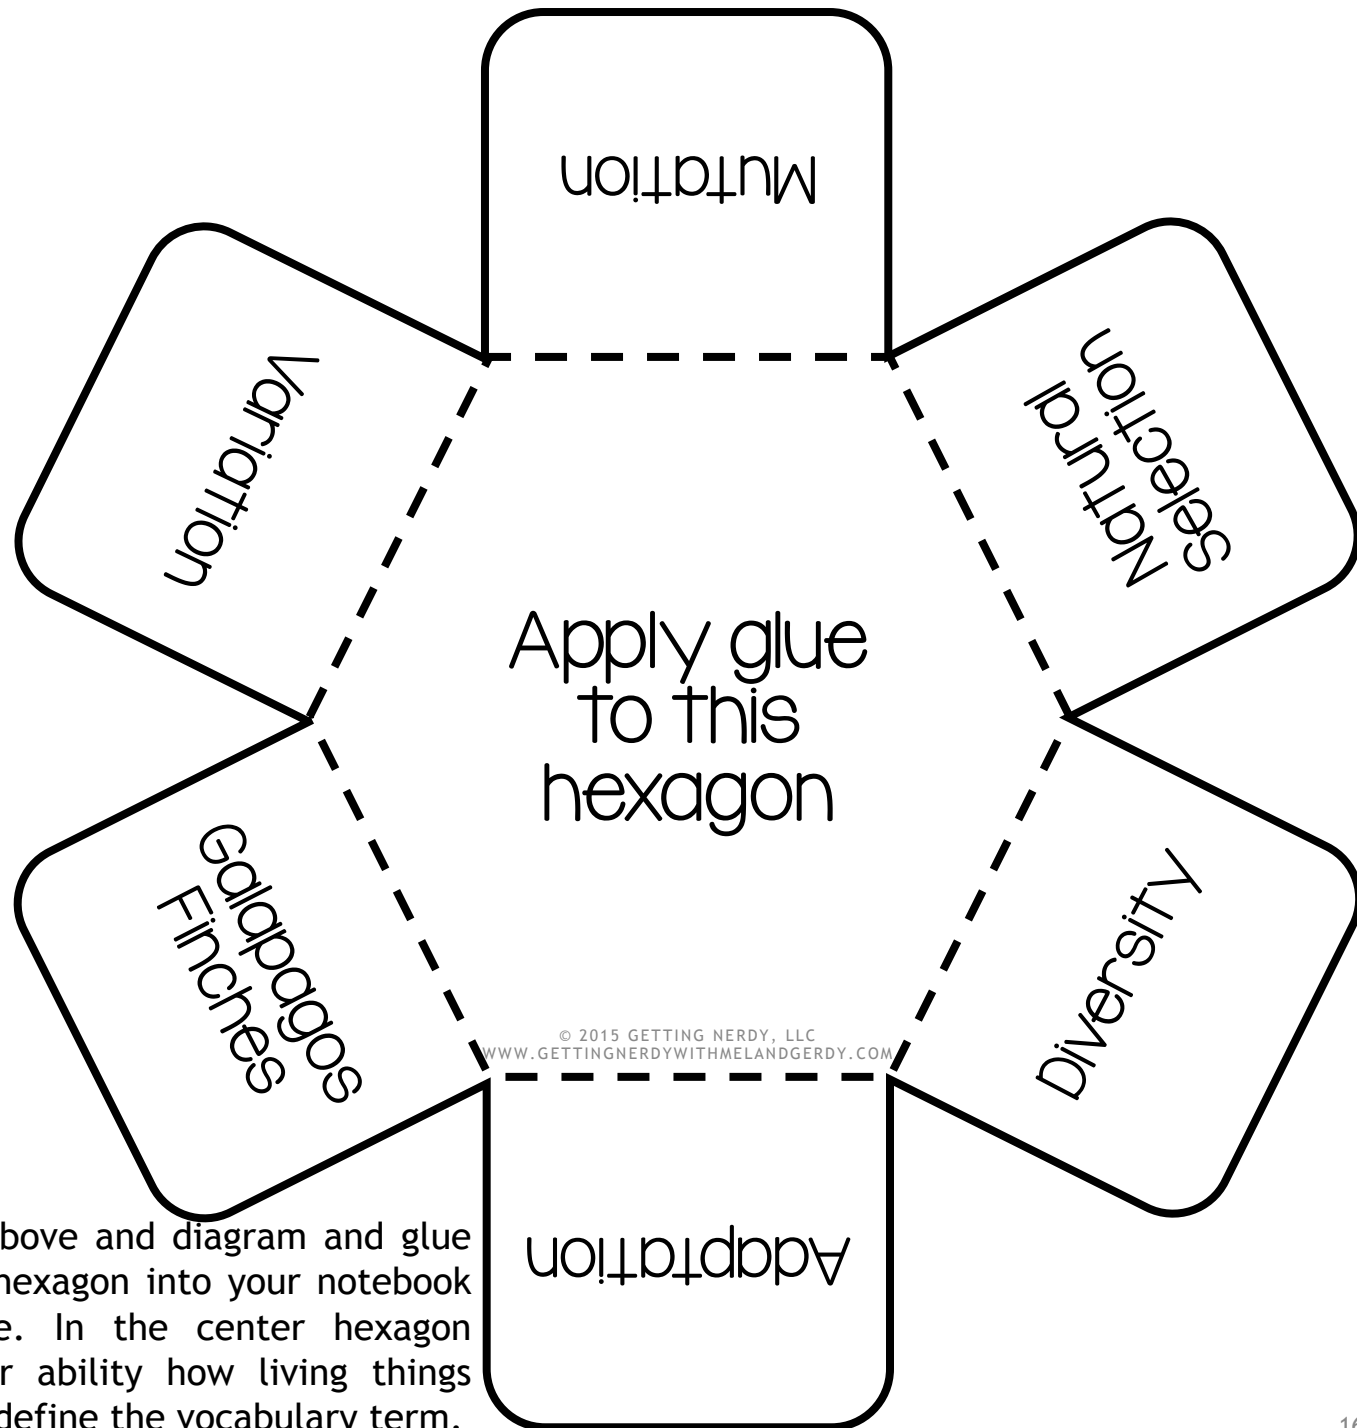 Mutation
Variation
Natural
Selection
Apply glue
to this
hexagon
Galapagos
Finches
Diversity
© 2015 GETTING NERDY, LLC
WWW.GETTINGNERDYWITHMELANDGERDY.COM
Adaptation
and diagram and glue
hexagon into your notebook
In the center hexagon
ability how living things
define the vocabulary term.